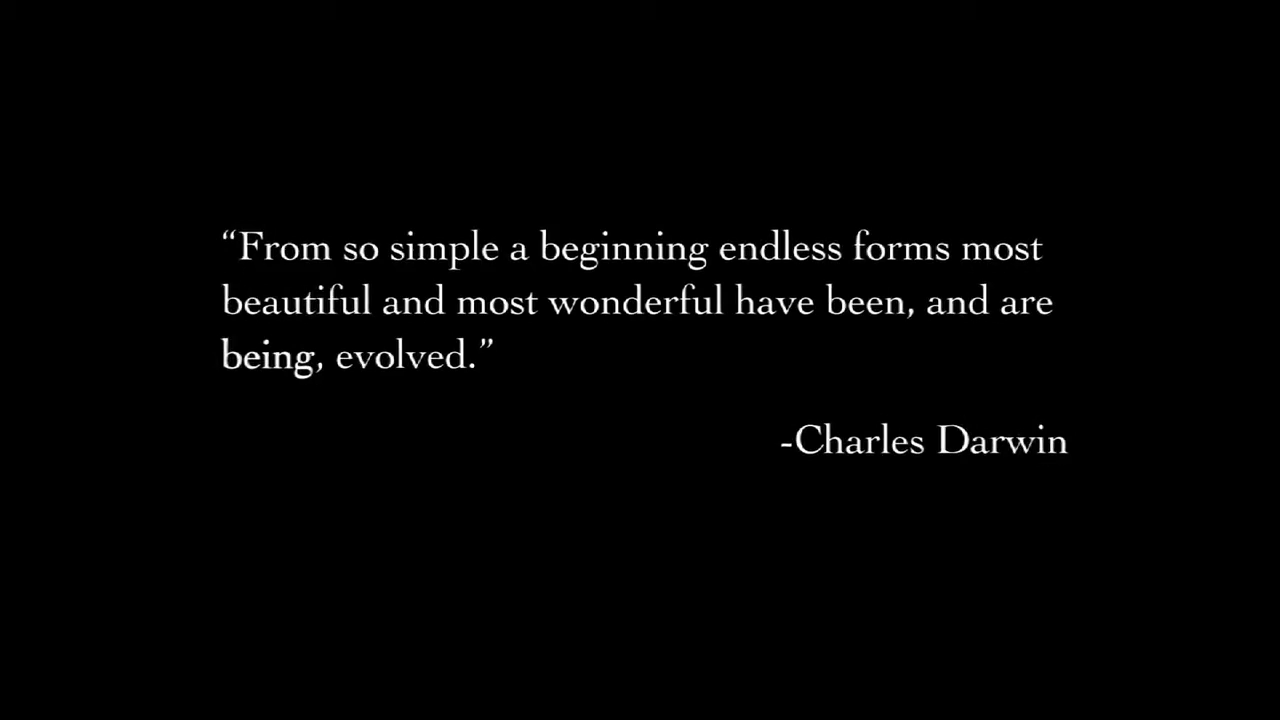 “From so simple a beginning endless forms most
beautiful and most wonderful have been, and are
being, evolved.”
-Charles Darwin